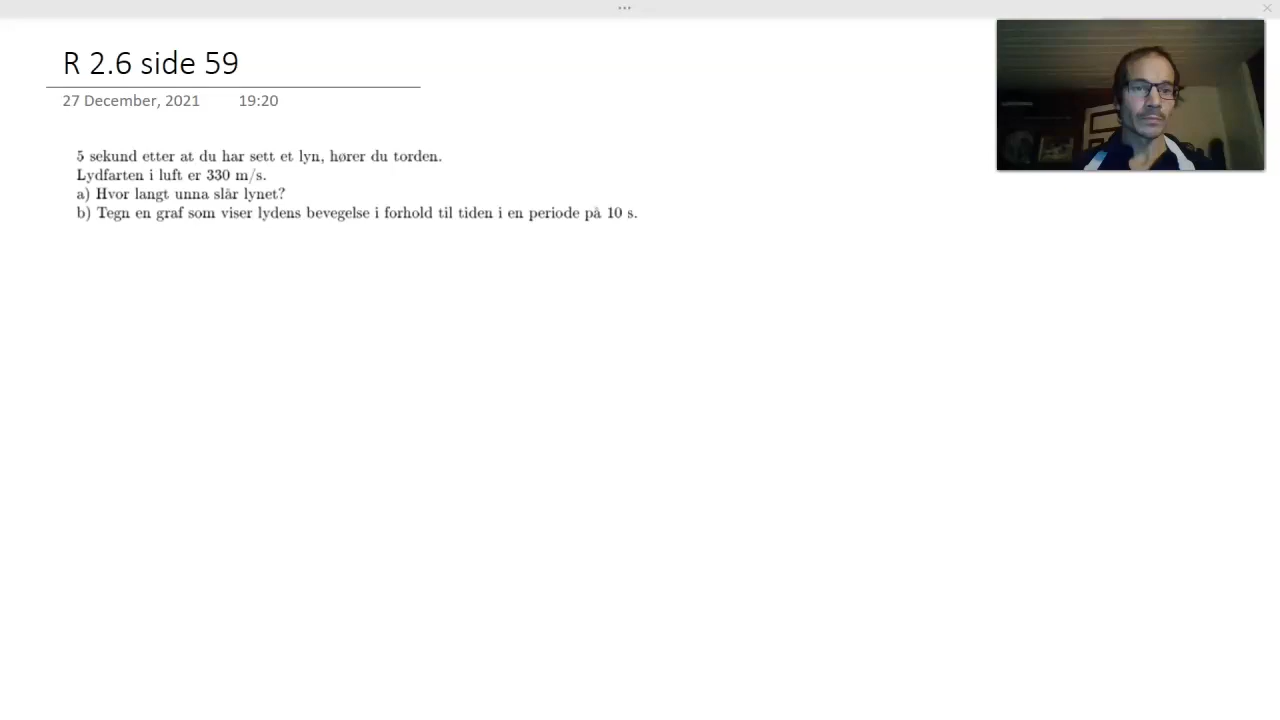 R 2.6 side 59
27 December, 2021 19:20
5 sekund etter at du har sett et lyn, hører du torden.
Lydfarten i luft er 330 m/s.
a) Hvor langt unna slår lynet?
b) Tegn en graf som viser lydens bevegelse i forhold til tiden i en periode på 10 s.